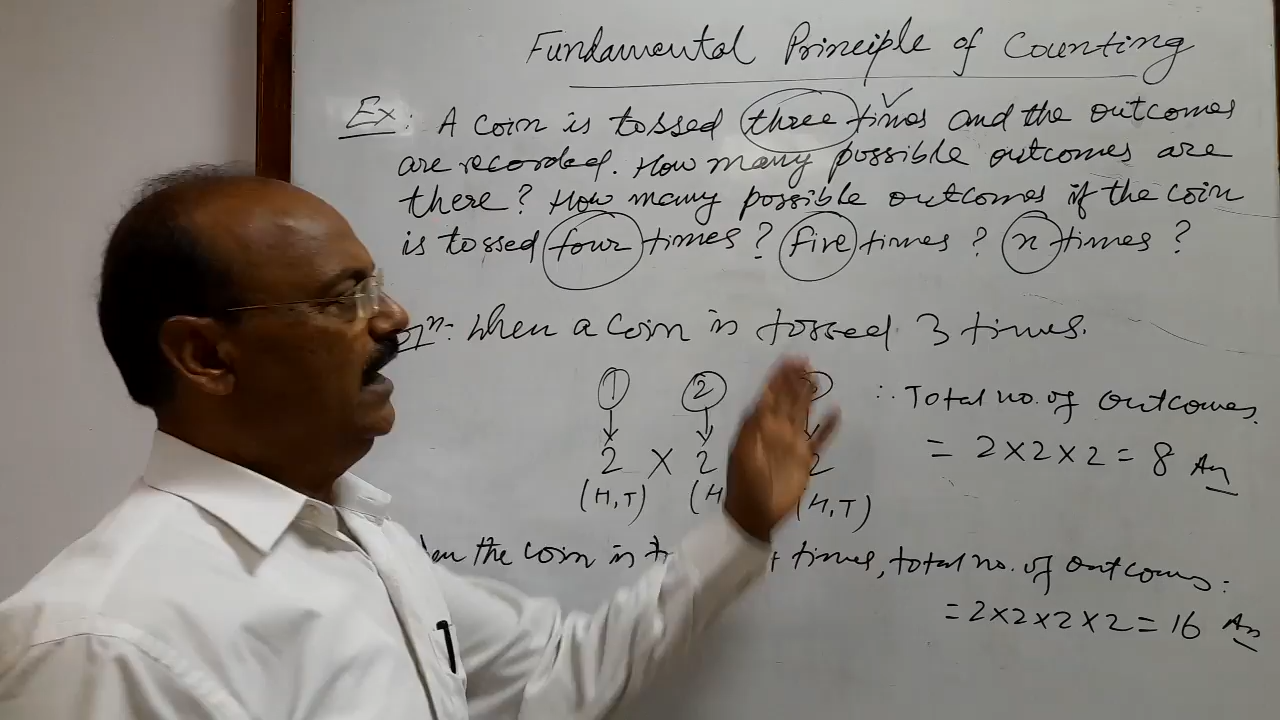 Fundamental Principle of Counting
Ex: A coin is tossed three times and the outcomes
are recorded. How many possible outcomes are
there? How many possible outcomes if the coin
is tossed four times? five times? n times?
n:- When a coin is tossed 3 times.
1 2
2 × 2 2
(H,T) (H (H,T)
∴ Total no. of outcomes.
= 2×2×2 = 8 An
the coin is times, total no. of outcomes:
= 2×2×2×2 = 16 An